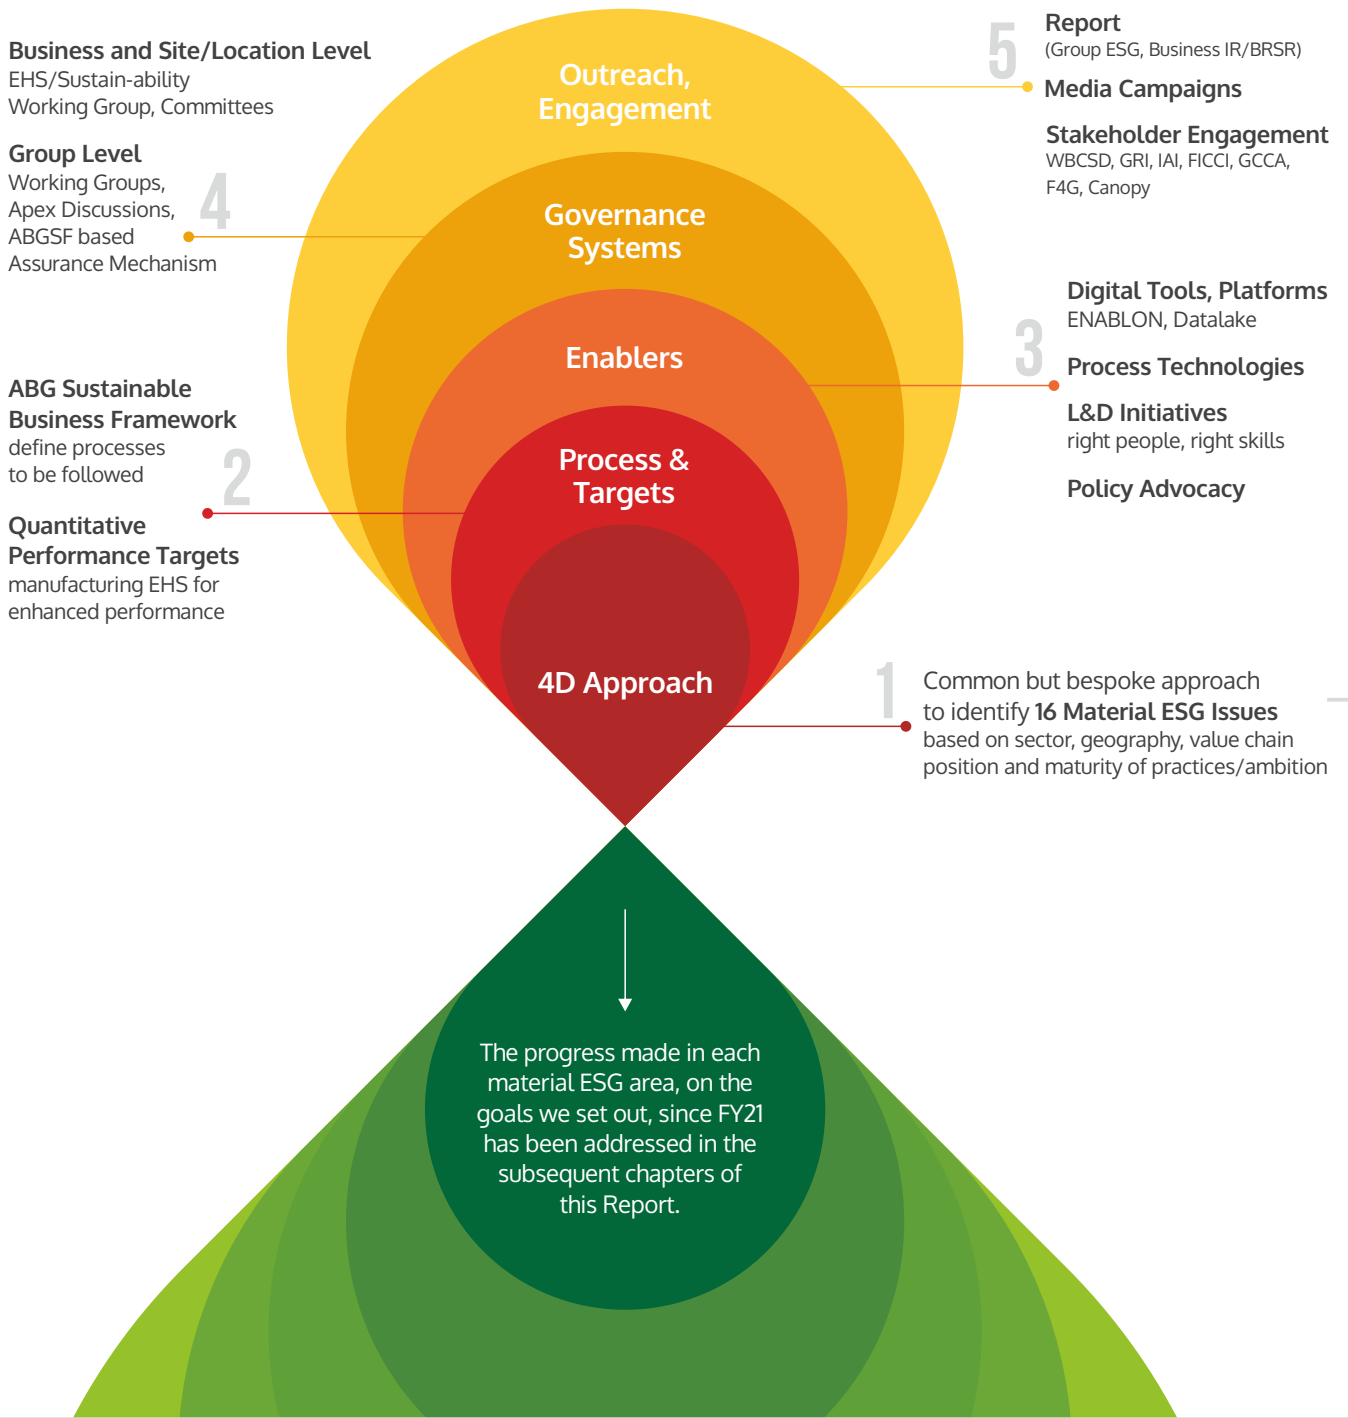 Business and Site/Location Level
EHS/Sustain-ability
Working Group, Committees
Group Level
Working Groups,
Apex Discussions,
ABGSF based
Assurance Mechanism
4
ABG Sustainable
Business Framework
define processes
to be followed
2
Quantitative
Performance Targets
manufacturing EHS for
enhanced performance
Outreach,
Engagement
Governance
Systems
Enablers
Process &
Targets
4D Approach
5
Report
(Group ESG, Business IR/BRSR)
Media Campaigns
Stakeholder Engagement
WBCSD, GRI, IAI, FICCI, GCCA,
F4G, Canopy
3
Digital Tools, Platforms
ENABLON, Datalake
Process Technologies
L&D Initiatives
right people, right skills
Policy Advocacy
1
Common but bespoke approach
to identify 16 Material ESG Issues
based on sector, geography, value chain
position and maturity of practices/ambition
The progress made in each
material ESG area, on the
goals we set out, since FY21
has been addressed in the
subsequent chapters of
this Report.